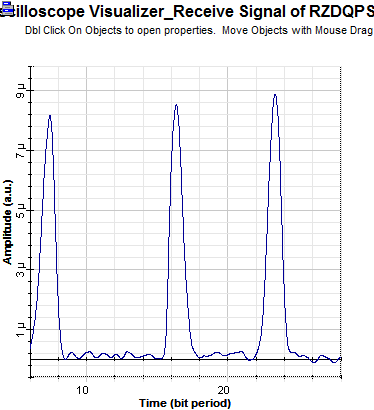 cilloscope Visualizer_Receive Signal of RZDQPS
Dbl Click On Objects to open properties. Move Objects with Mouse Drag
9 µ
7 µ
5 µ
3 µ
1 µ
Amplitude (a.u.)
10 20
Time (bit period)